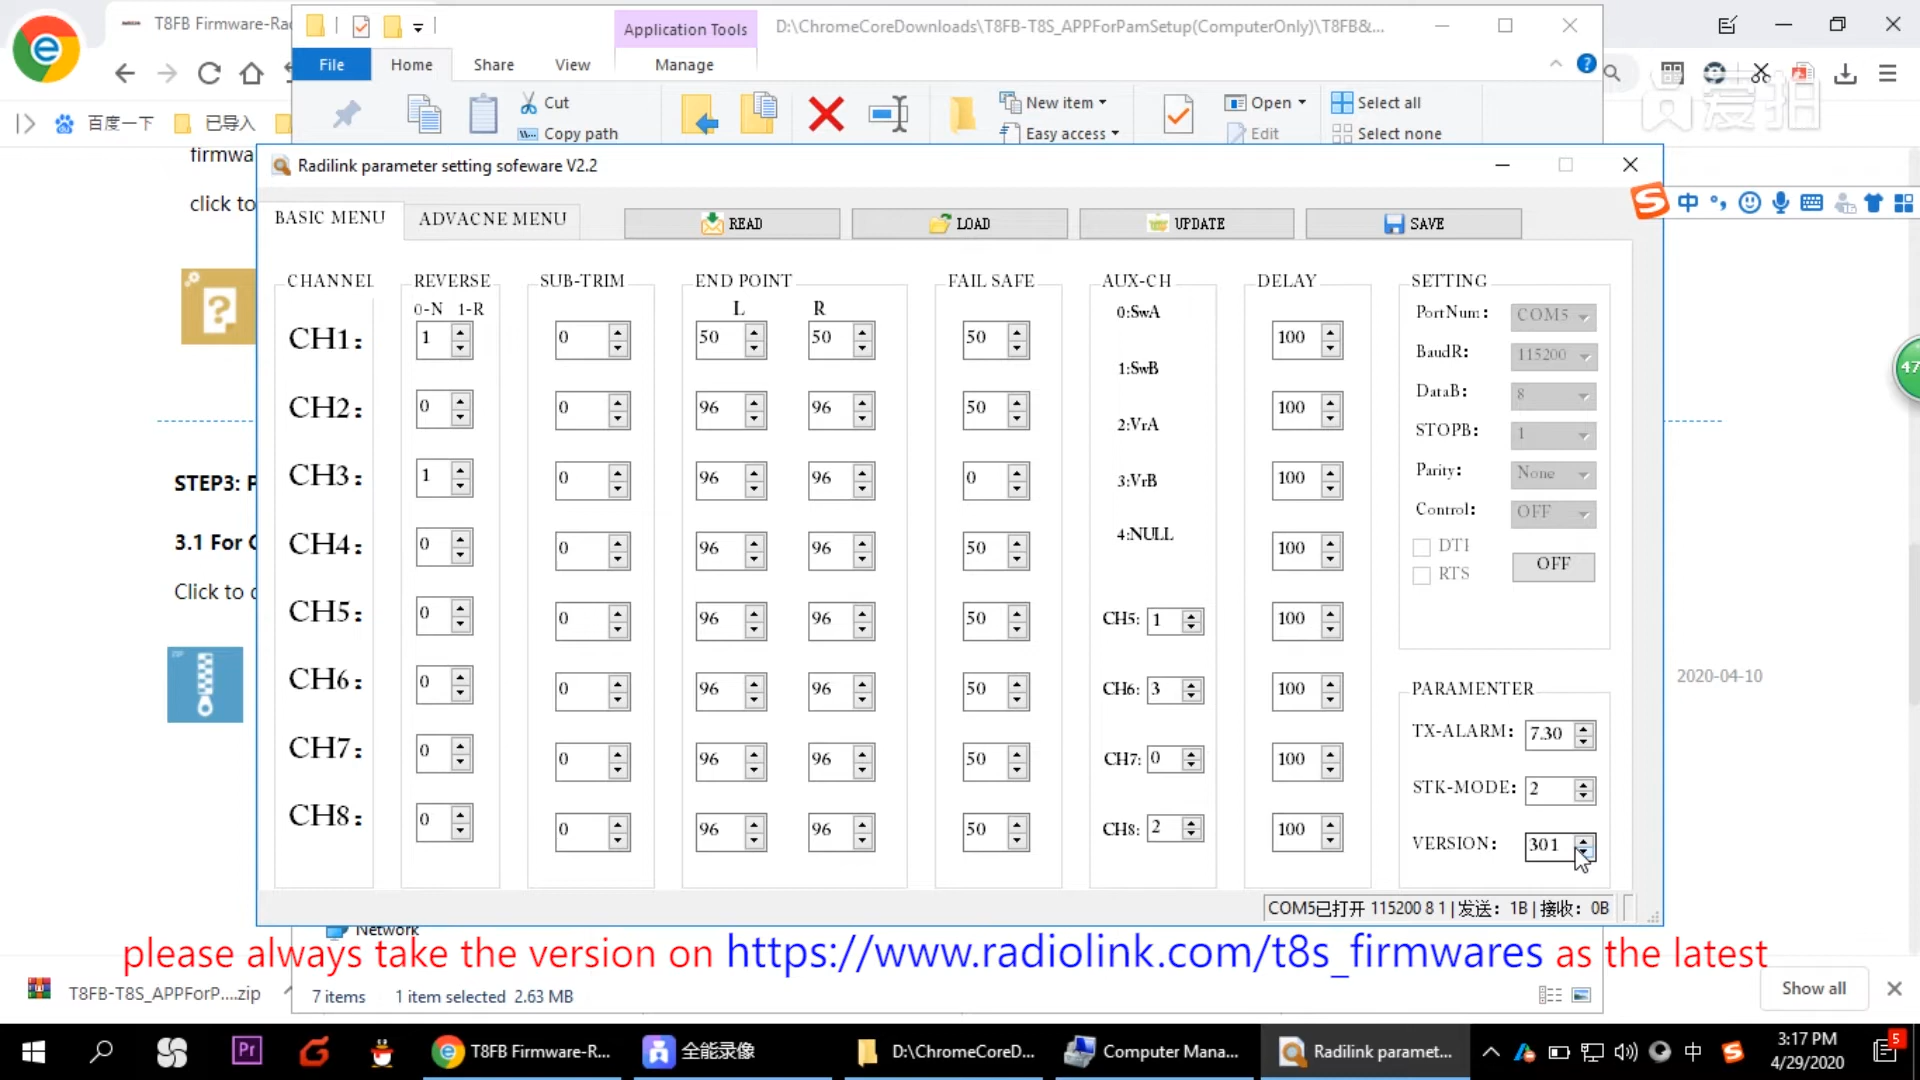 T8FB Firmware-Ra
Application Tools
D:\ChromeCoreDownloads\T8FB-T8S_APPForPamSetup(ComputerOnly)\T8FB&...
File
Home
Share
View
Manage
百度一下
已导入
Cut
Copy path
New item
Easy access
Open
Edit
Select all
Select none
爱拍
firmwa
click to
Radilink parameter setting sofeware V2.2
BASIC MENU
ADVACNE MENU
READ
LOAD
UPDATE
SAVE
中
47
CHANNEL
REVERSE
SUB-TRIM
END POINT
FAIL SAFE
AUX-CH
DELAY
SETTING
0-N 1-R
L
R
0:SwA
PortNum: COM5
CH1: 1 0 50 50 50 100
BaudR: 115200
1:SwB
DataB: 8
CH2: 0 0 96 96 50 100
2:VrA
STOPB: 1
CH3: 1 0 96 96 0 100
3:VrB
Parity: None
Control: OFF
4:NULL
CH4: 0 0 96 96 50 100
DTI
RTS
OFF
CH5: 0 0 96 96 50 CH5: 1 100
CH6: 0 0 96 96 50 CH6: 3 100
PARAMENTER
TX-ALARM: 7.30
CH7: 0 0 96 96 50 CH7: 0 100
STK-MODE: 2
CH8: 0 0 96 96 50 CH8: 2 100
VERSION: 301
STEP3: F
3.1 For C
Click to
2020-04-10
COM5已打开 115200 8 1 | 发送: 1B | 接收: 0B
Network
please always take the version on https://www.radiolink.com/t8s_firmwares as the latest
T8FB-T8S_APPForP....zip
7 items
1 item selected 2.63 MB
Show all
Pr
T8FB Firmware-R...
全能录像
D:\ChromeCoreD...
Computer Mana...
Radilink paramet...
中
3:17 PM
4/29/2020
5